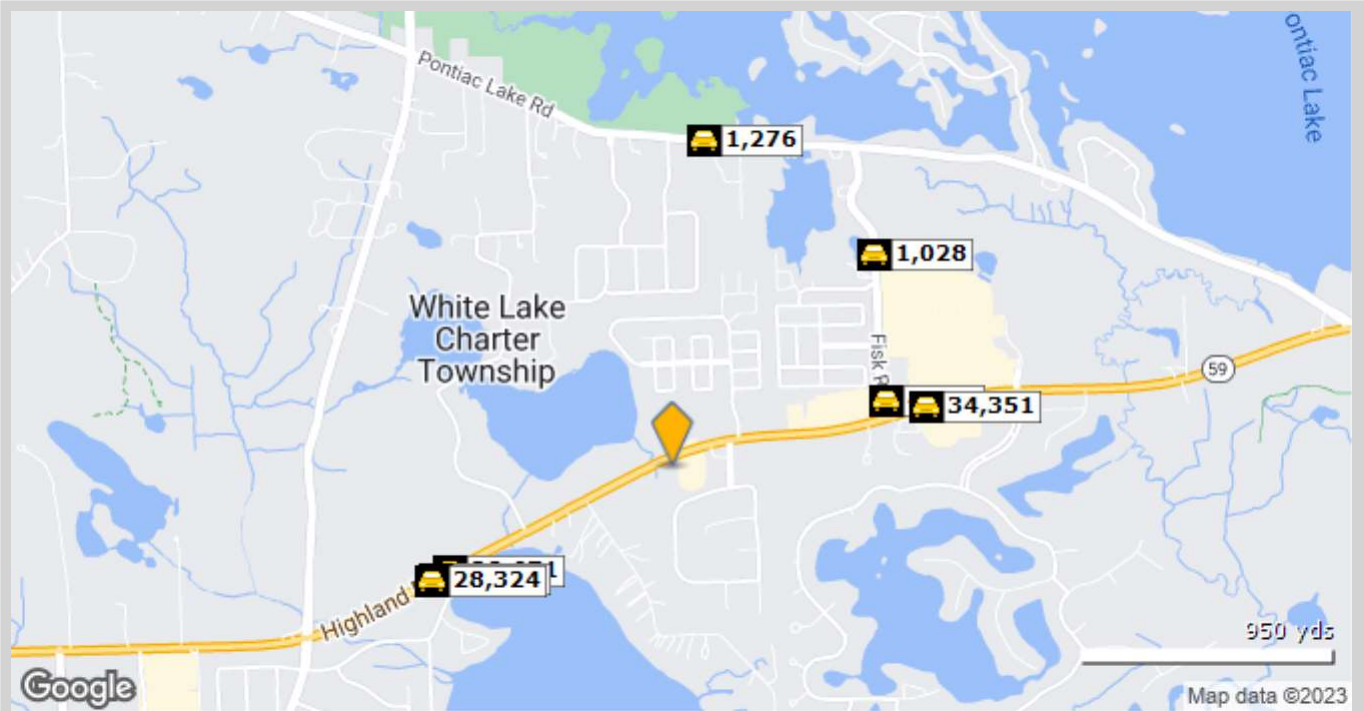 ontiac Lake
Pontiac Lake Rd
1,276
1,028
White Lake
Charter
Township
Fisk R
59
34,351
28,324
Highland
950 yds
Google
Map data ©2023